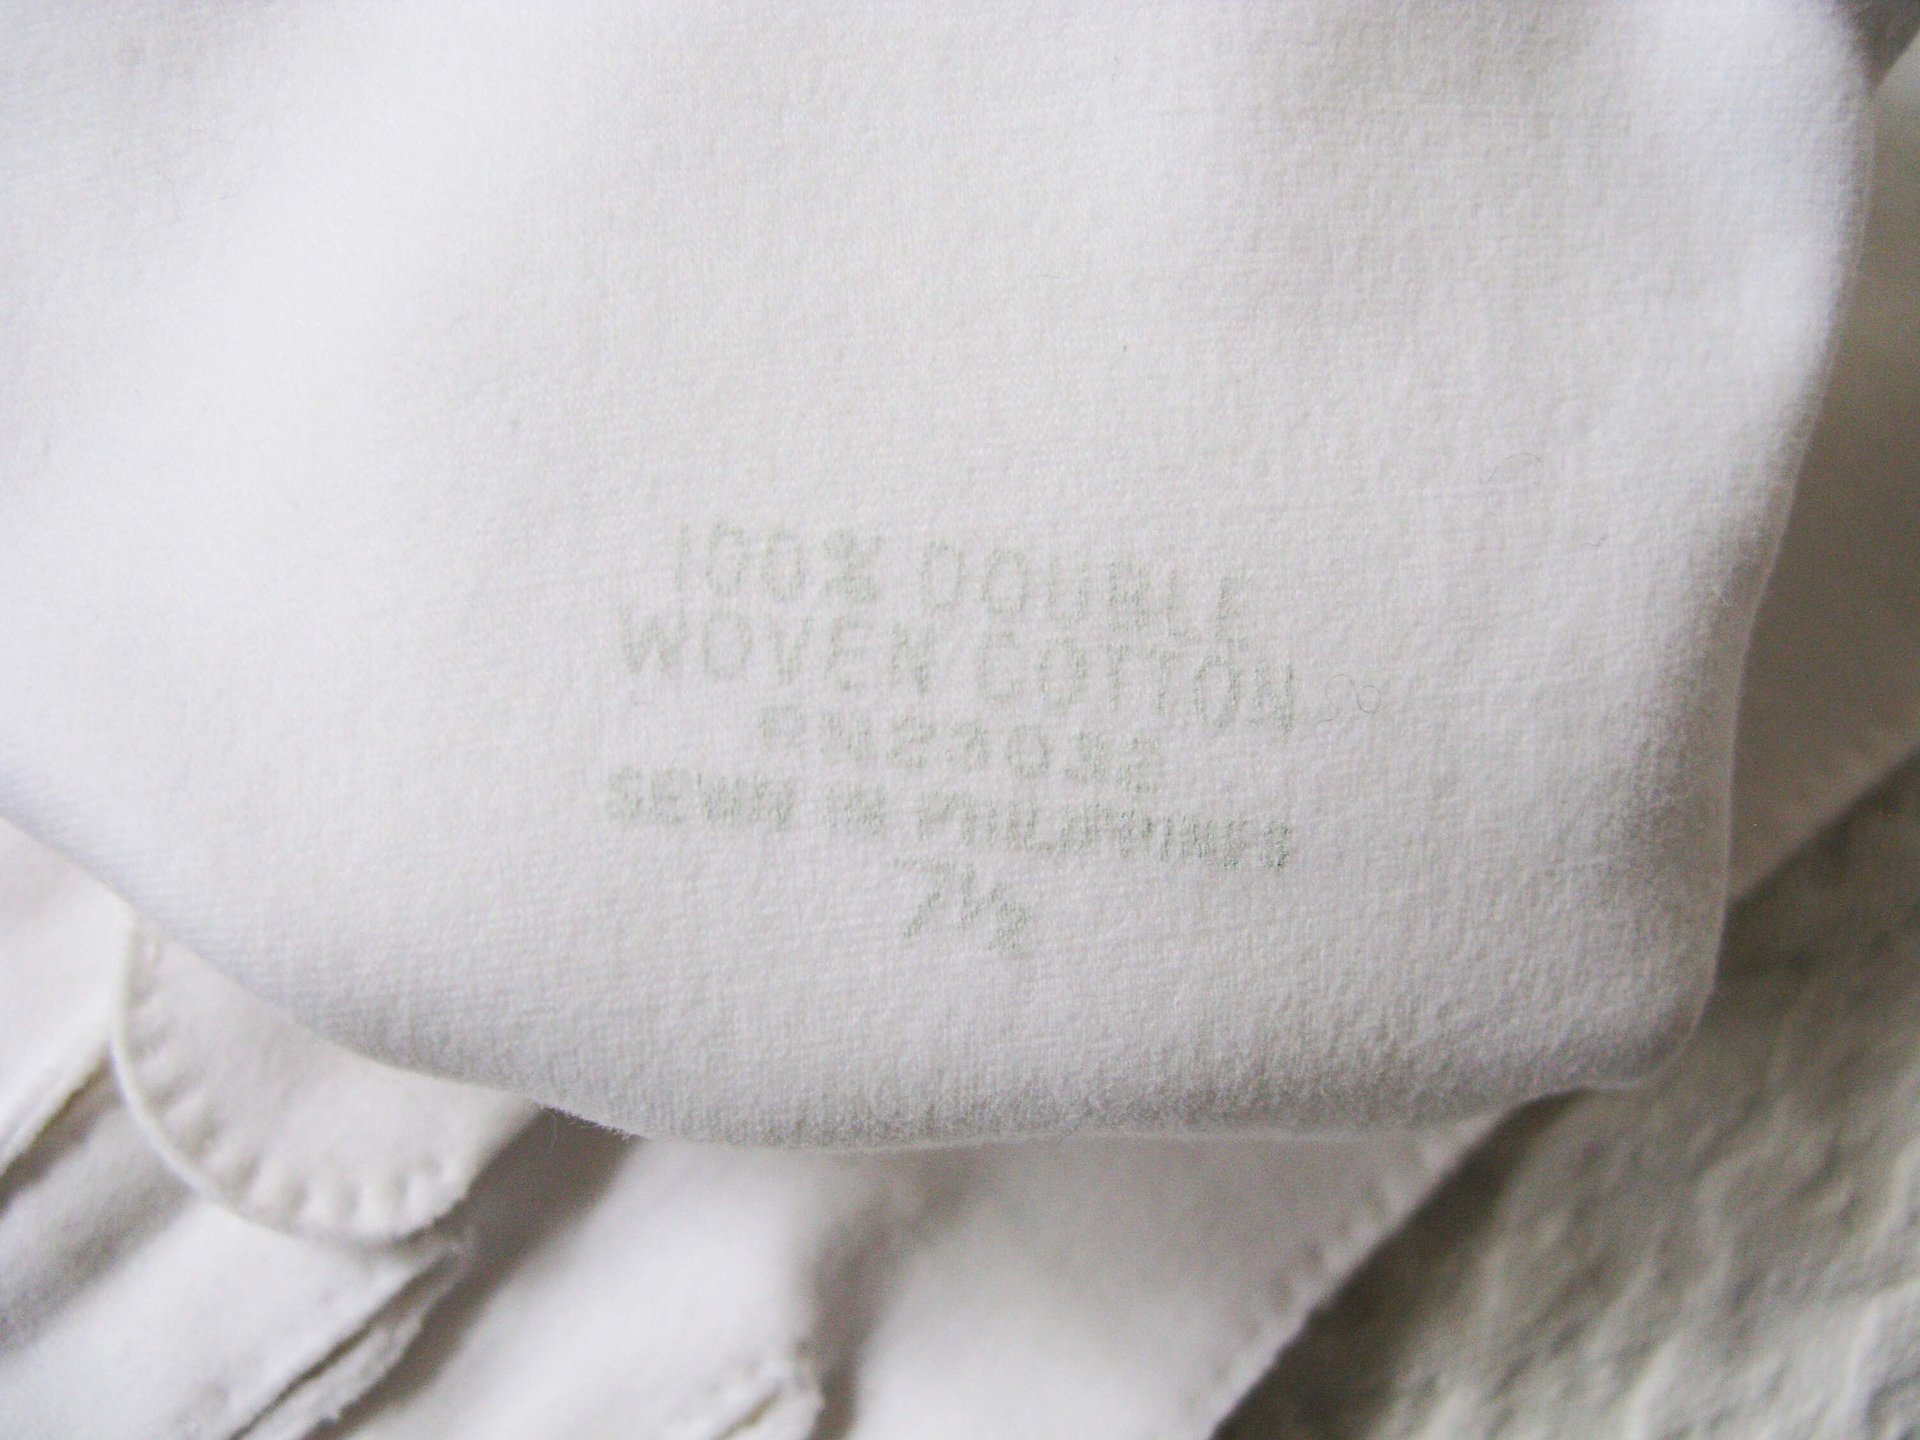 100% DOUBLE
WOVEN COTTON
SEWN IN PHILIPPINES
7½